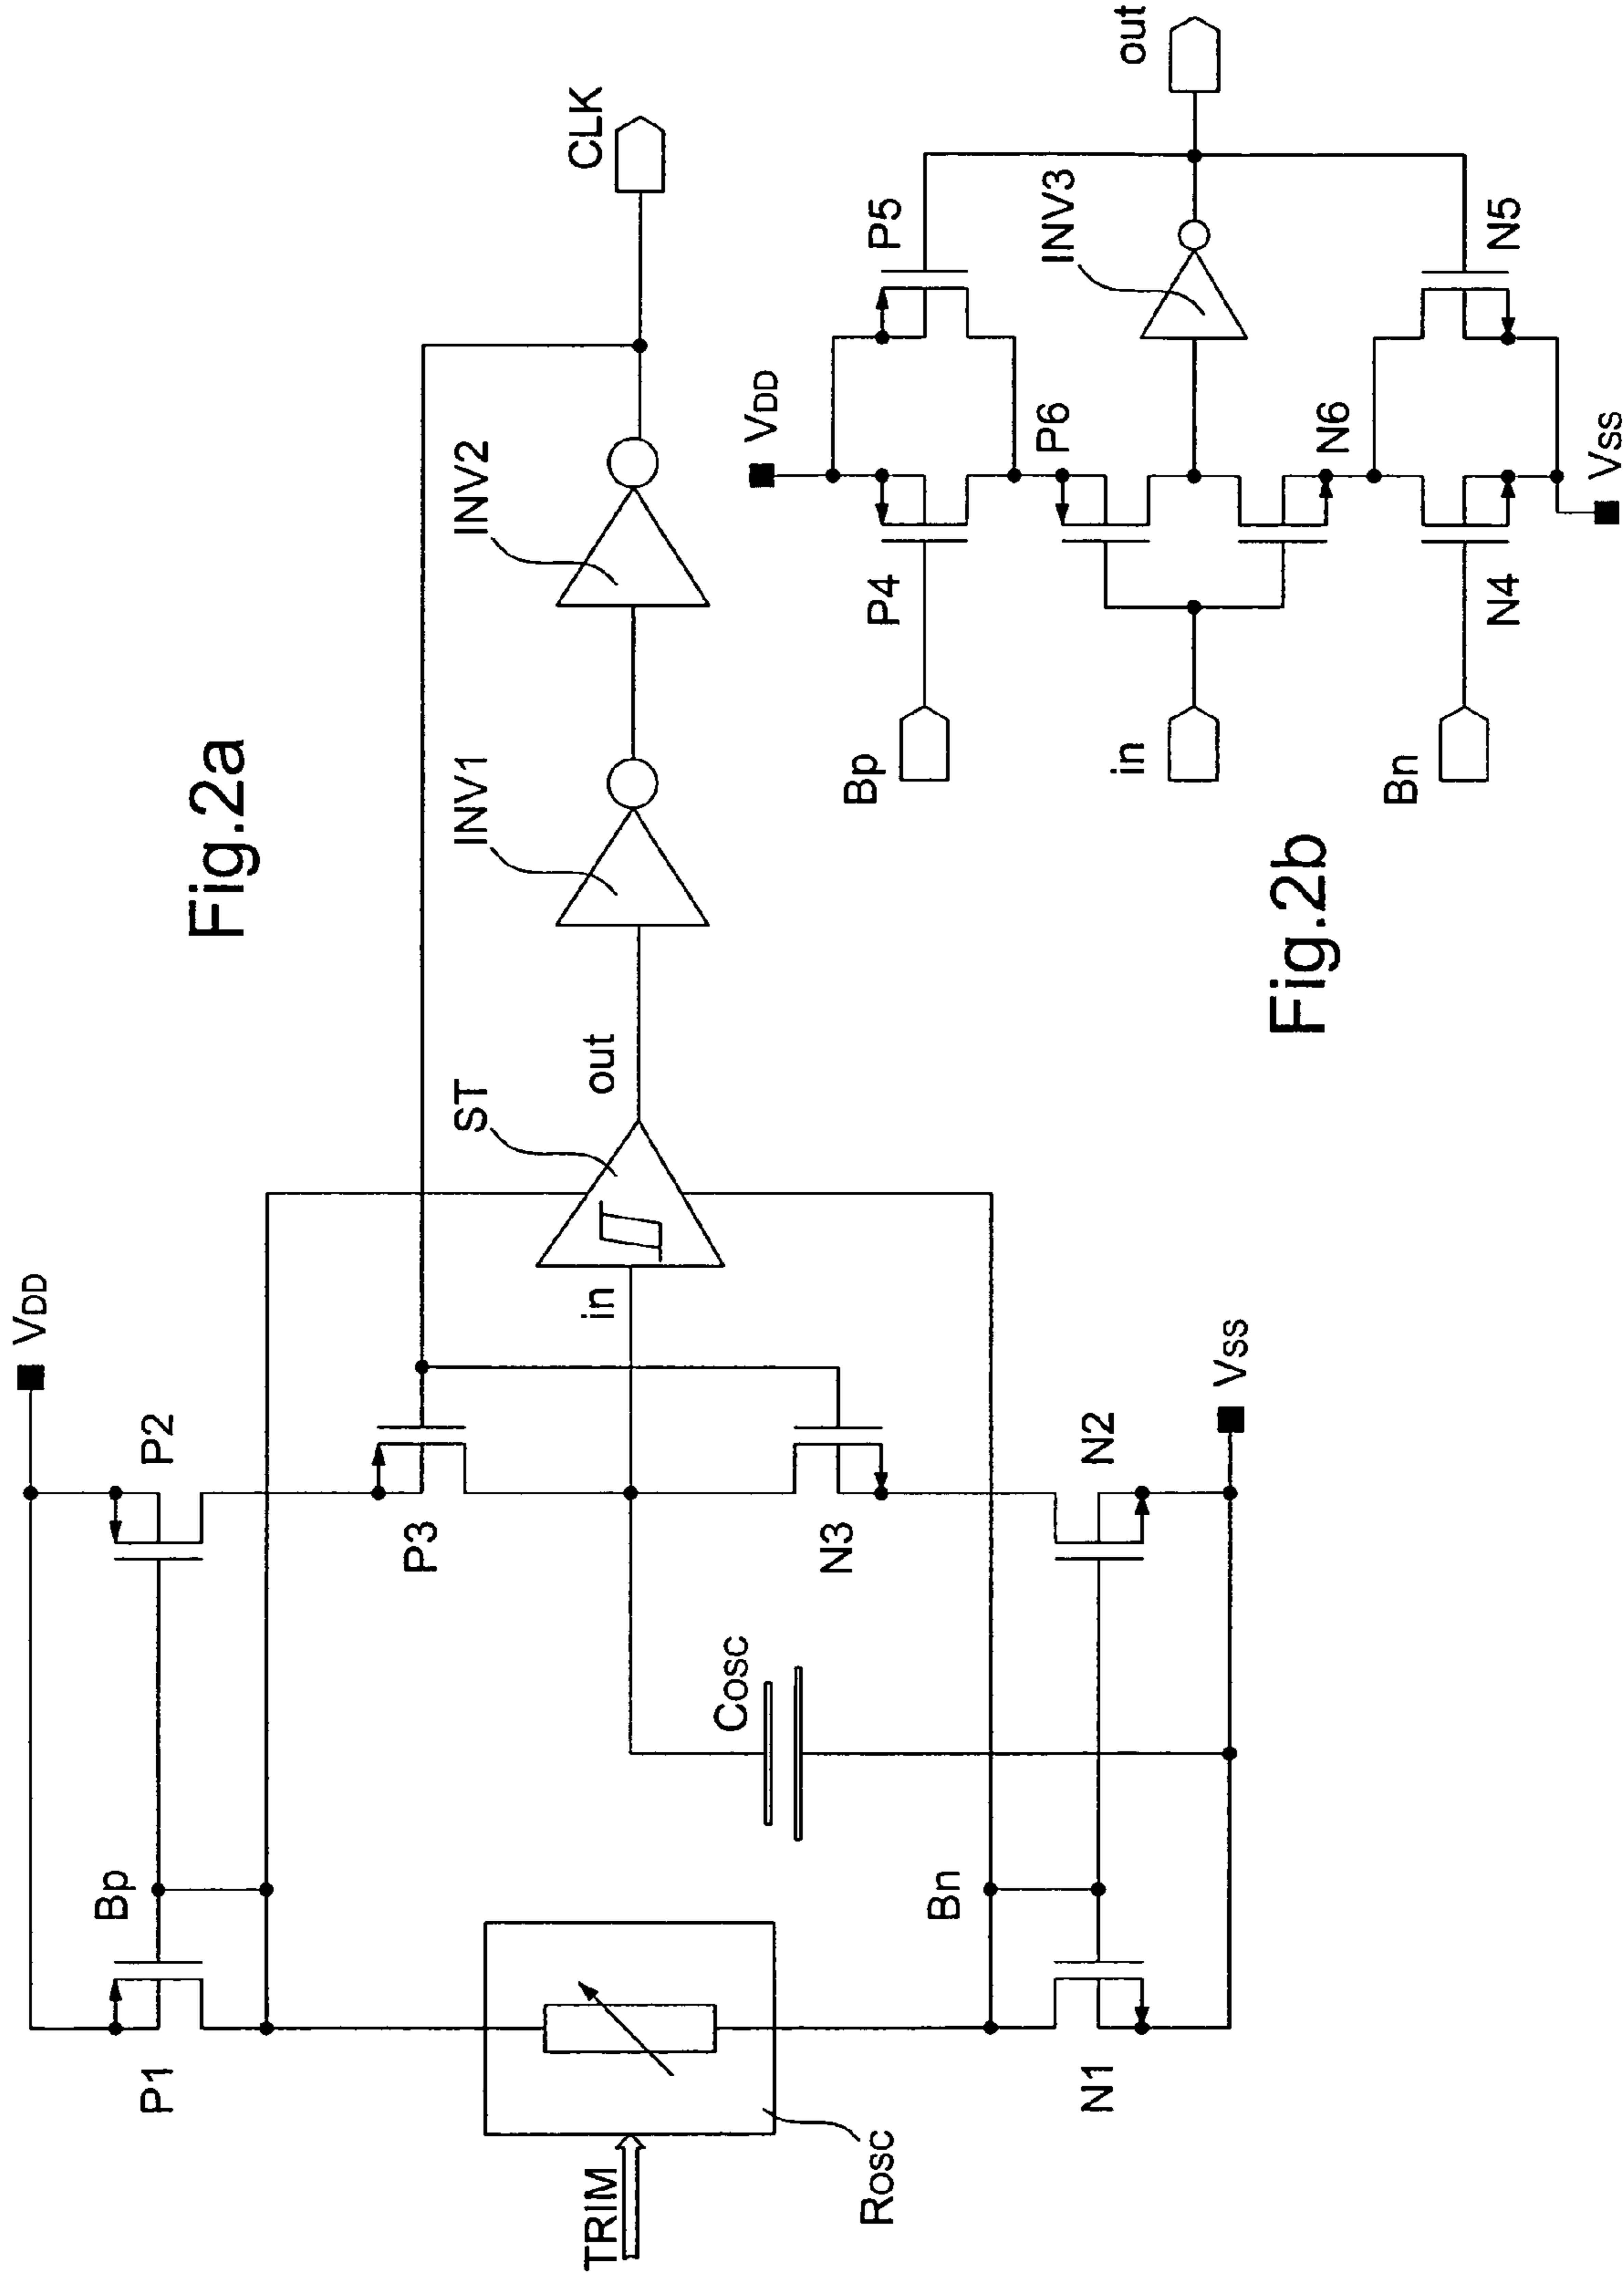 Fig.2a
VDD
P1
Bp
P2
P3
TRIM
ROSC
COSC
in
ST
out
INV1
INV2
CLK
N3
Bn
N1
N2
VSS
Fig.2b
VDD
Bp
P4
P5
P6
in
INV3
out
N6
Bn
N4
N5
VSS